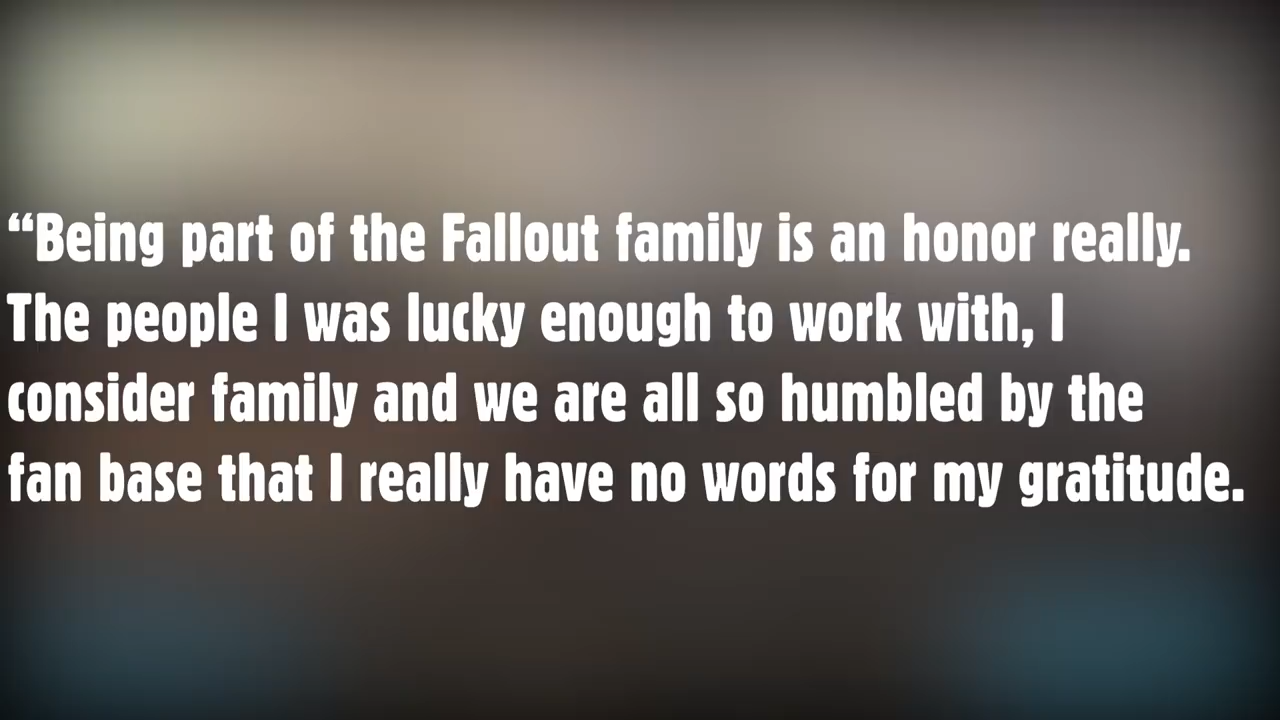 “Being part of the Fallout family is an honor really.
The people I was lucky enough to work with, I
consider family and we are all so humbled by the
fan base that I really have no words for my gratitude.